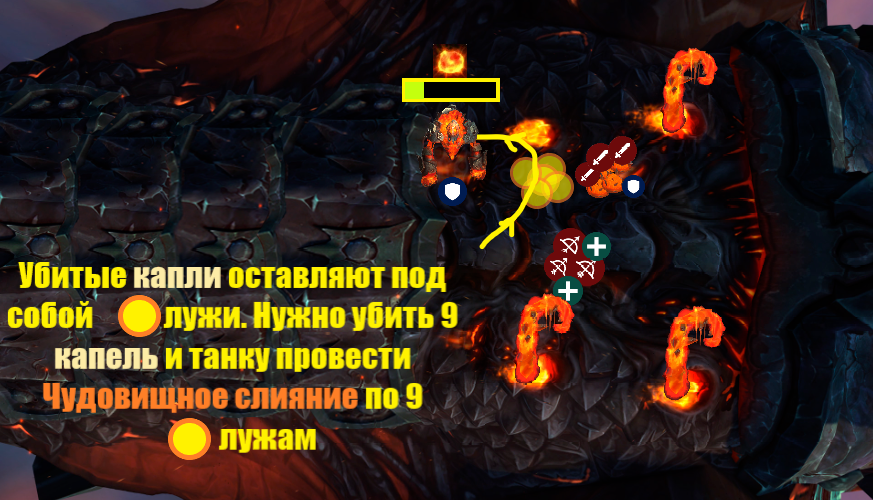 Убитые капли оставляют под
собой лужи. Нужно убить 9
капель и танку провести
Чудовищное слияние по 9
лужам